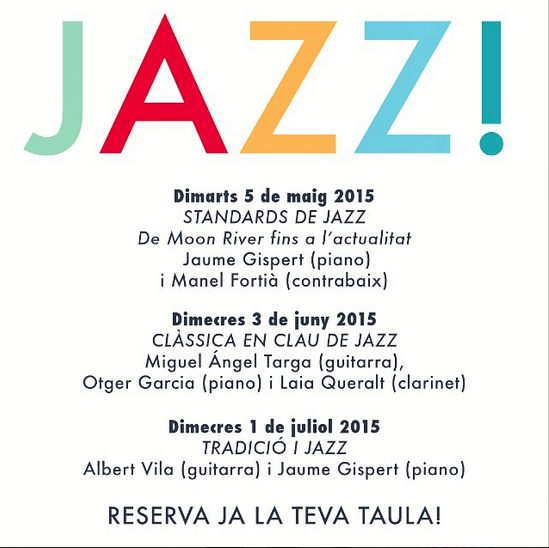 JAZZ!
Dimarts 5 de maig 2015
STANDARDS DE JAZZ
De Moon River fins a l'actualitat
Jaume Gispert (piano)
i Manel Fortià (contrabaix)
Dimecres 3 de juny 2015
CLÀSSICA EN CLAU DE JAZZ
Miguel Ángel Targa (guitarra),
Otger Garcia (piano) i Laia Queralt (clarinet)
Dimecres 1 de juliol 2015
TRADICIÓ I JAZZ
Albert Vila (guitarra) i Jaume Gispert (piano)
RESERVA JA LA TEVA TAULA!